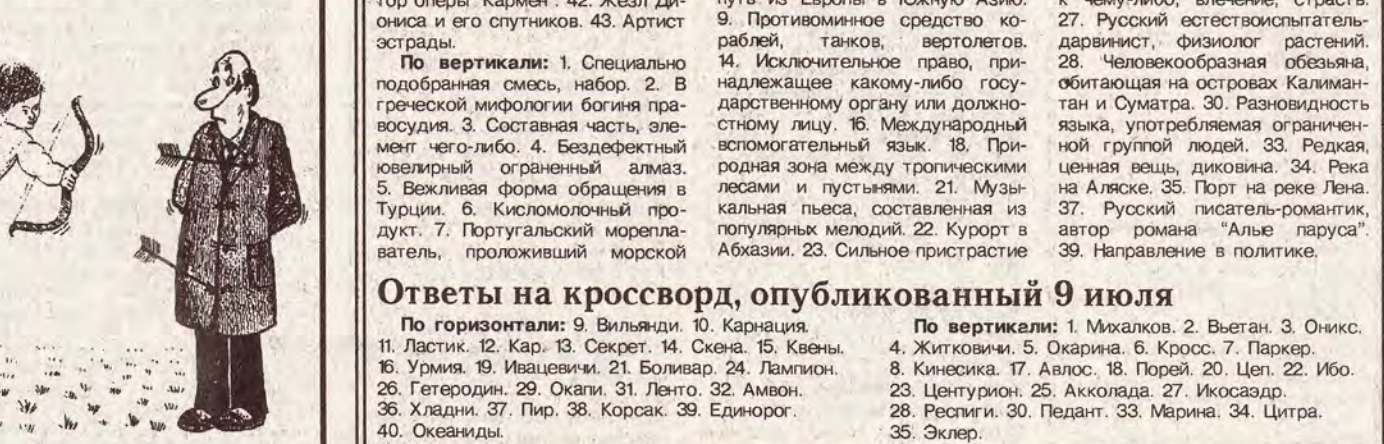 тор оперы "Кармен". 42. Жезл Ди-
ониса и его спутников. 43. Артист
эстрады.
По вертикали: 1. Специально
подобранная смесь, набор. 2. В
греческой мифологии богиня пра-
восудия. 3. Составная часть, эле-
мент чего-либо. 4. Бездефектный
ювелирный ограненный алмаз.
5. Вежливая форма обращения в
Турции. 6. Кисломолочный про-
дукт. 7. Португальский морепла-
ватель, проложивший морской
путь из Европы в Южную Азию.
9. Противоминное средство ко-
раблей, танков, вертолетов.
14. Исключительное право, при-
надлежащее какому-либо госу-
дарственному органу или должно-
стному лицу. 16. Международный
вспомогательный язык. 18. При-
родная зона между тропическими
лесами и пустынями. 21. Музы-
кальная пьеса, составленная из
популярных мелодий. 22. Курорт в
Абхазии. 23. Сильное пристрастие
к чему-либо, влечение, страсть.
27. Русский естествоиспытатель-
дарвинист, физиолог растений.
28. Человекообразная обезьяна,
обитающая на островах Калиман-
тан и Суматра. 30. Разновидность
языка, употребляемая ограничен-
ной группой людей. 33. Редкая,
ценная вещь, диковина. 34. Река
на Аляске. 35. Порт на реке Лена.
37. Русский писатель-романтик,
автор романа "Алые паруса".
39. Направление в политике.
Ответы на кроссворд, опубликованный 9 июля
По горизонтали: 9. Вильянди. 10. Карнация.
11. Ластик. 12. Кар. 13. Секрет. 14. Скена. 15. Квены.
16. Урмия. 19. Ивацевичи. 21. Боливар. 24. Лампион.
26. Гетеродин. 29. Окапи. 31. Ленто. 32. Амвон.
36. Хладни. 37. Пир. 38. Корсак. 39. Единорог.
40. Океаниды.
По вертикали: 1. Михалков. 2. Вьетан. 3. Оникс.
4. Житковичи. 5. Окарина. 6. Кросс. 7. Паркер.
8. Кинесика. 17. Авлос. 18. Порей. 20. Цеп. 22. Ибо.
23. Центурион. 25. Акколада. 27. Икосаэдр.
28. Респиги. 30. Педант. 33. Марина. 34. Цитра.
35. Эклер.